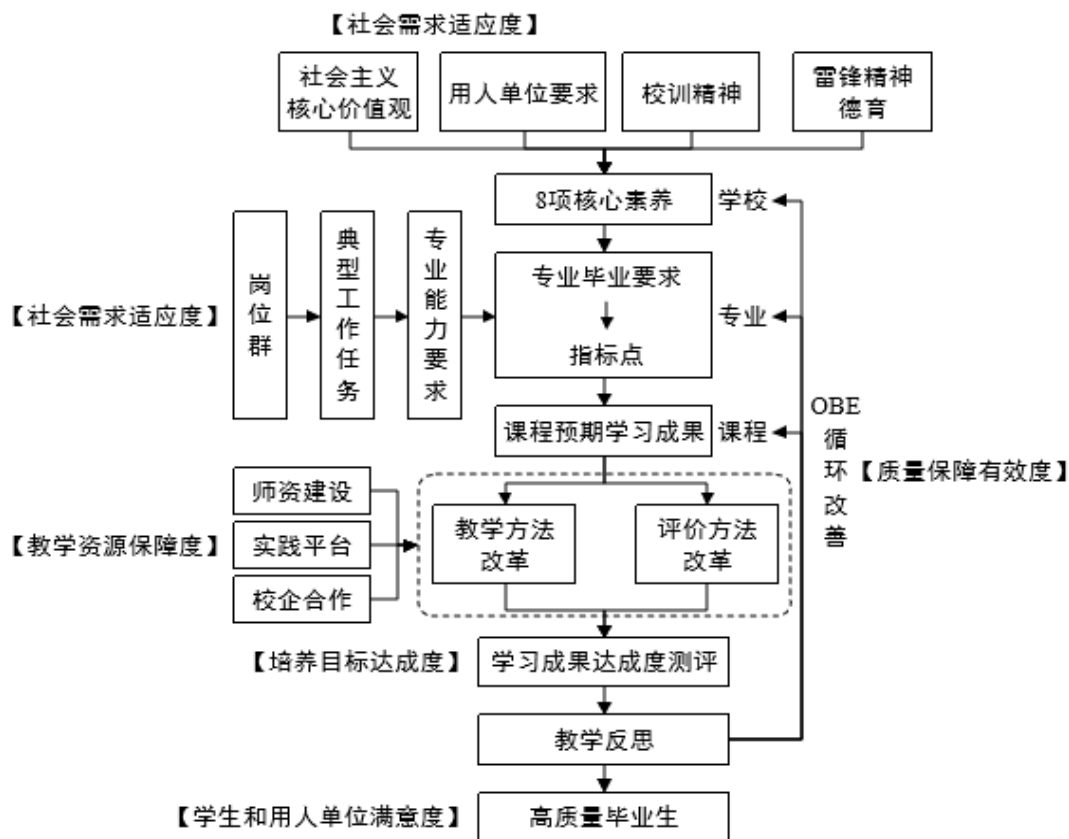 【社会需求适应度】
社会主义
核心价值观
用人单位要求
校训精神
雷锋精神
德育
8项核心素养
学校
【社会需求适应度】
岗位群
典型工作任务
专业能力要求
专业毕业要求
指标点
专业
课程预期学习成果
课程
OBE
循
环
改
善
【质量保障有效度】
【教学资源保障度】
师资建设
实践平台
校企合作
教学方法
改革
评价方法
改革
【培养目标达成度】
学习成果达成度测评
教学反思
【学生和用人单位满意度】
高质量毕业生